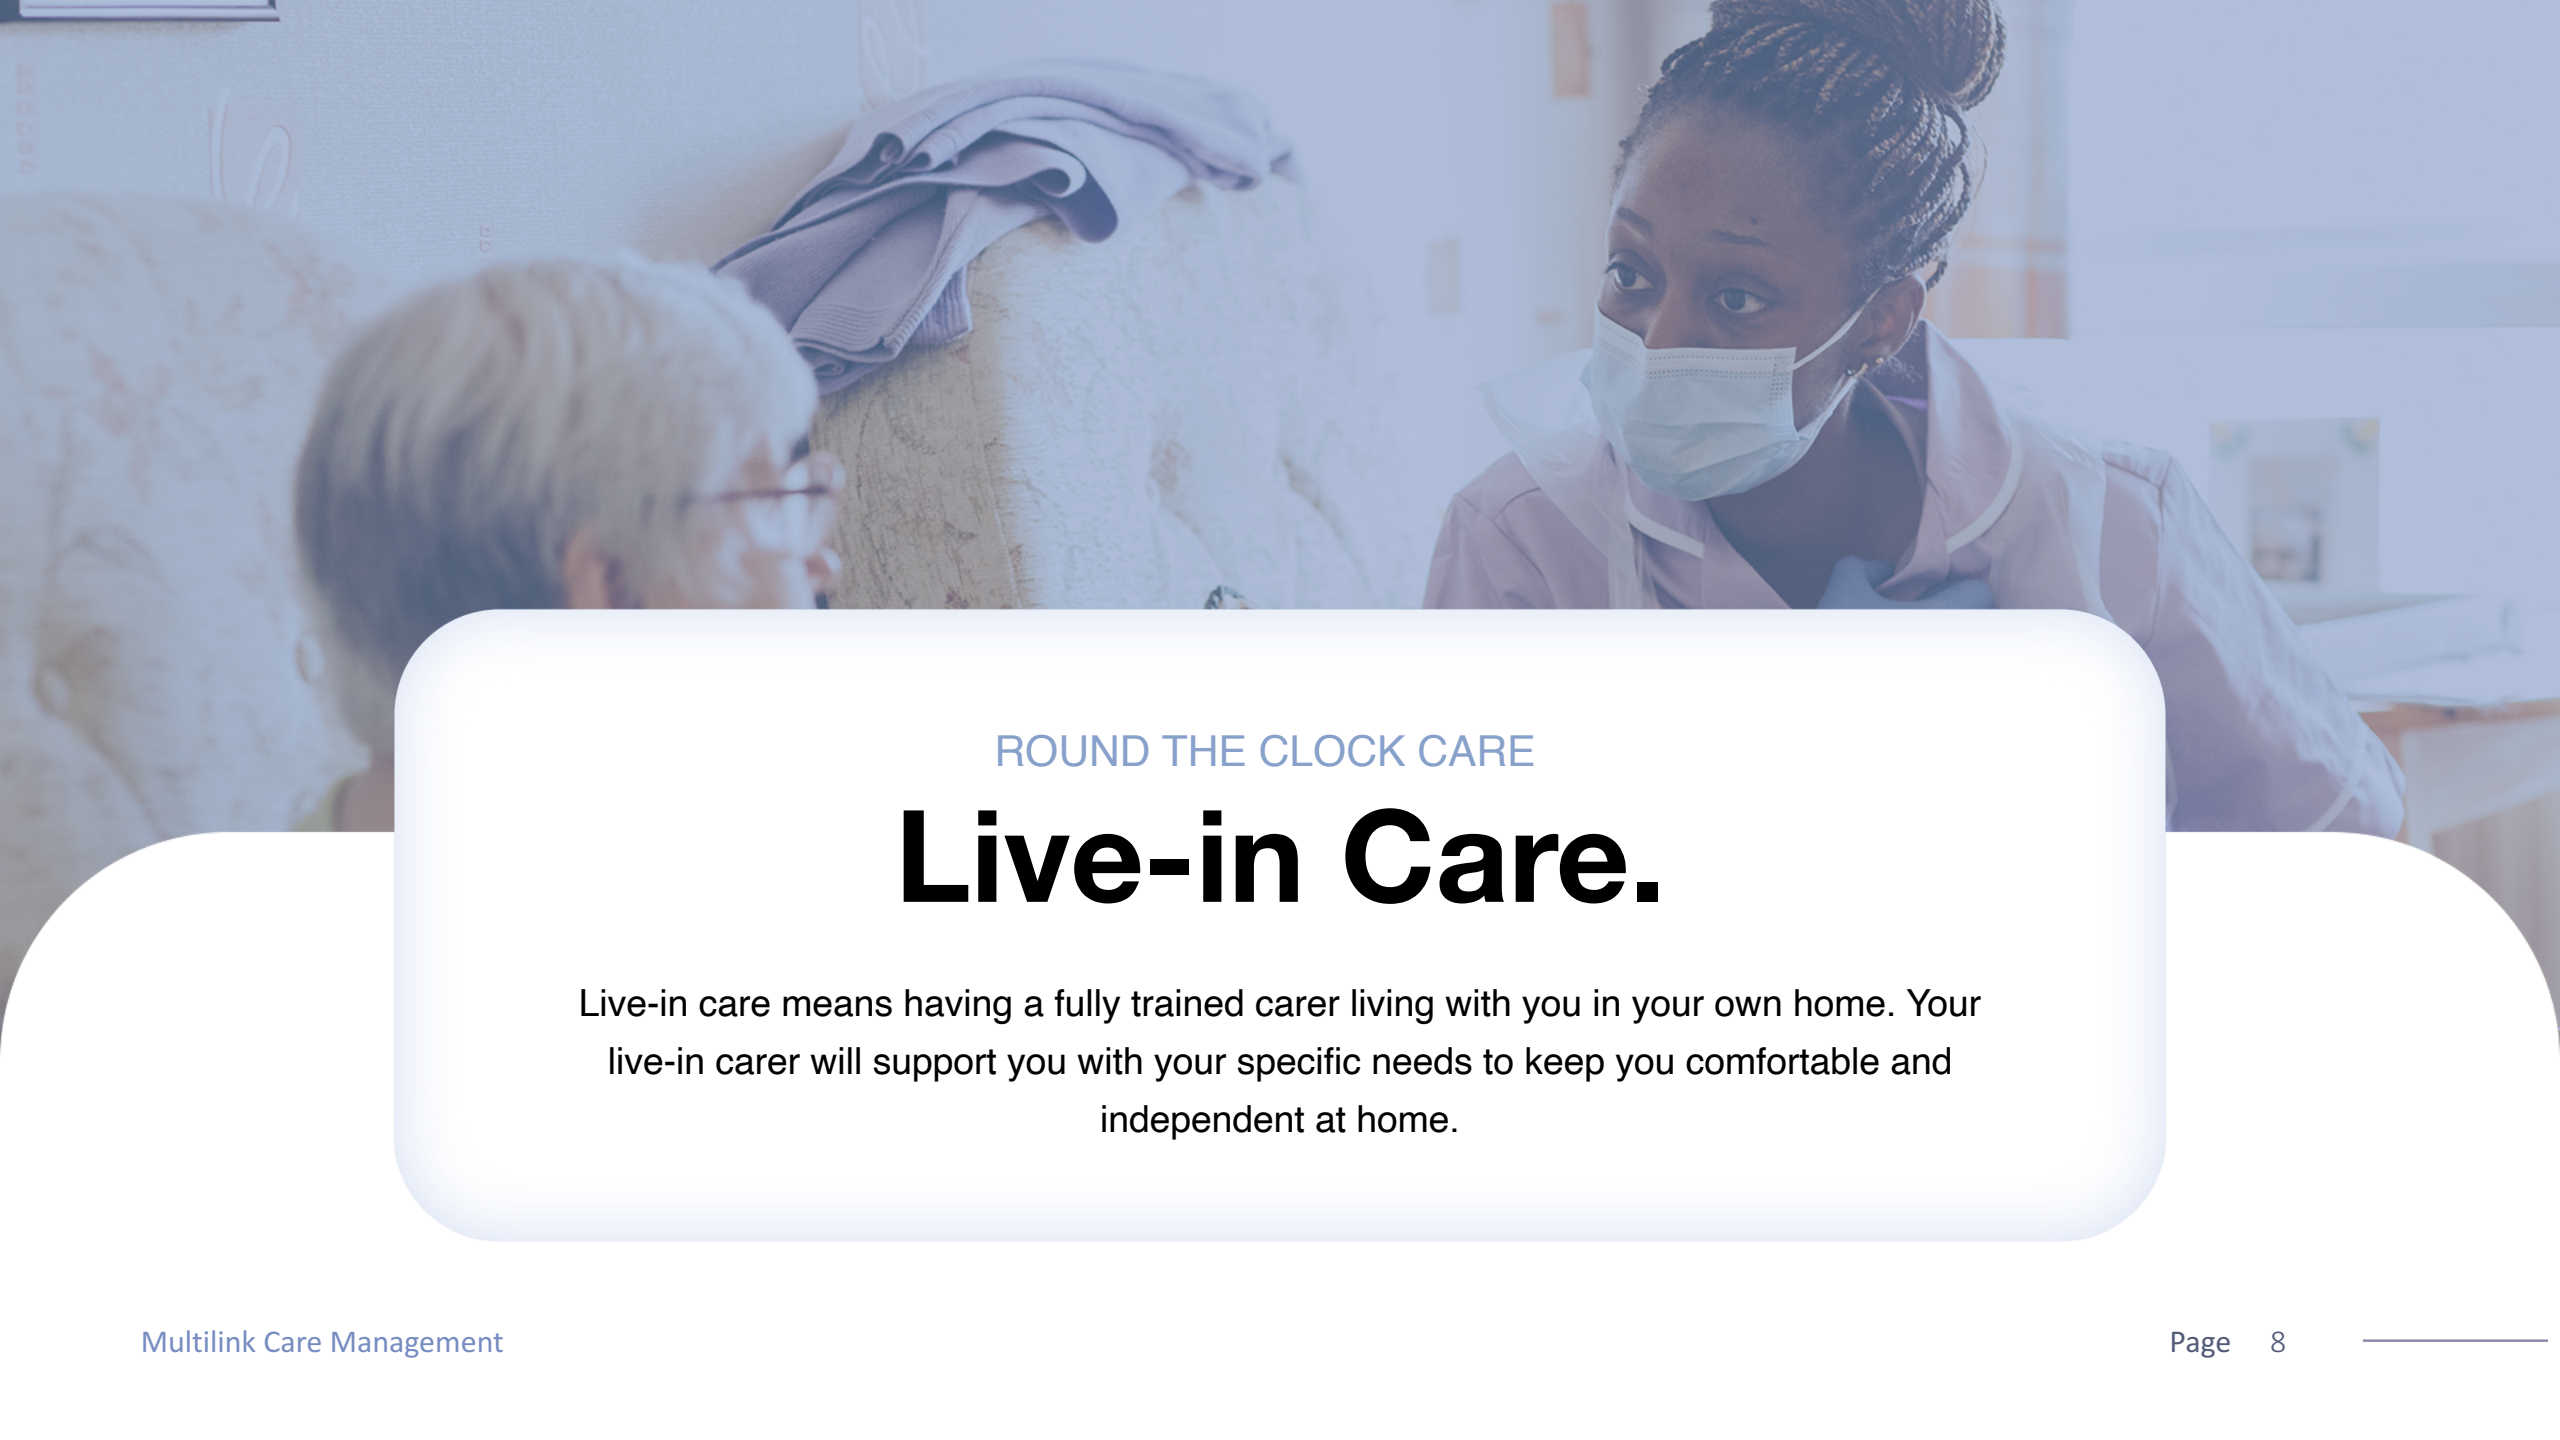 ROUND THE CLOCK CARE
Live-in Care.
Live-in care means having a fully trained carer living with you in your own home. Your
live-in carer will support you with your specific needs to keep you comfortable and
independent at home.
Multilink Care Management
Page 8